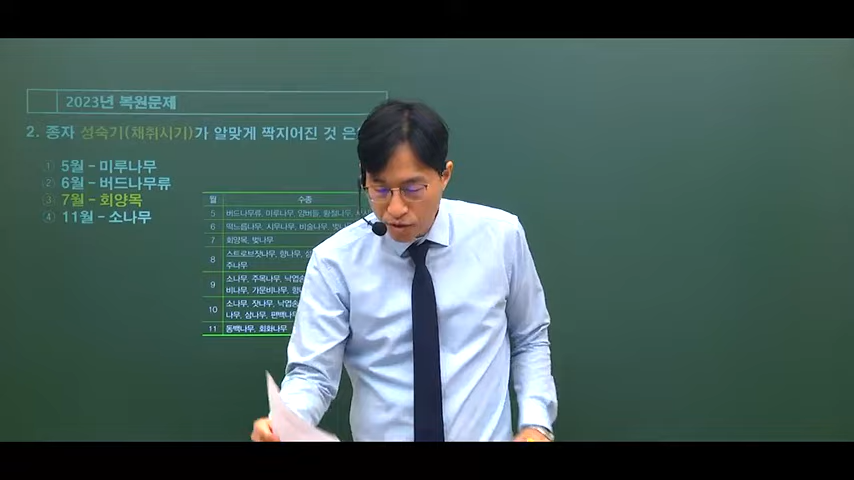 2023년 복원문제
2. 종자 성숙기(채취시기)가 알맞게 짝지어진 것 은
① 5월 – 미루나무
② 6월 – 버드나무류
③ 7월 – 회양목
④ 11월 – 소나무
월 수종
5 버드나무류, 미루나무, 양버들, 황철나무,
6 떡느릅나무, 시무나무, 비술나무,
7 회양목, 벚나무
8 스트로브잣나무, 향나무,
주나무
9 소나무, 주목나무, 낙엽송
비나무, 가문비나무,
10 소나무, 잣나무, 낙엽송
나무, 삼나무, 편백나무
11 동백나무, 회화나무